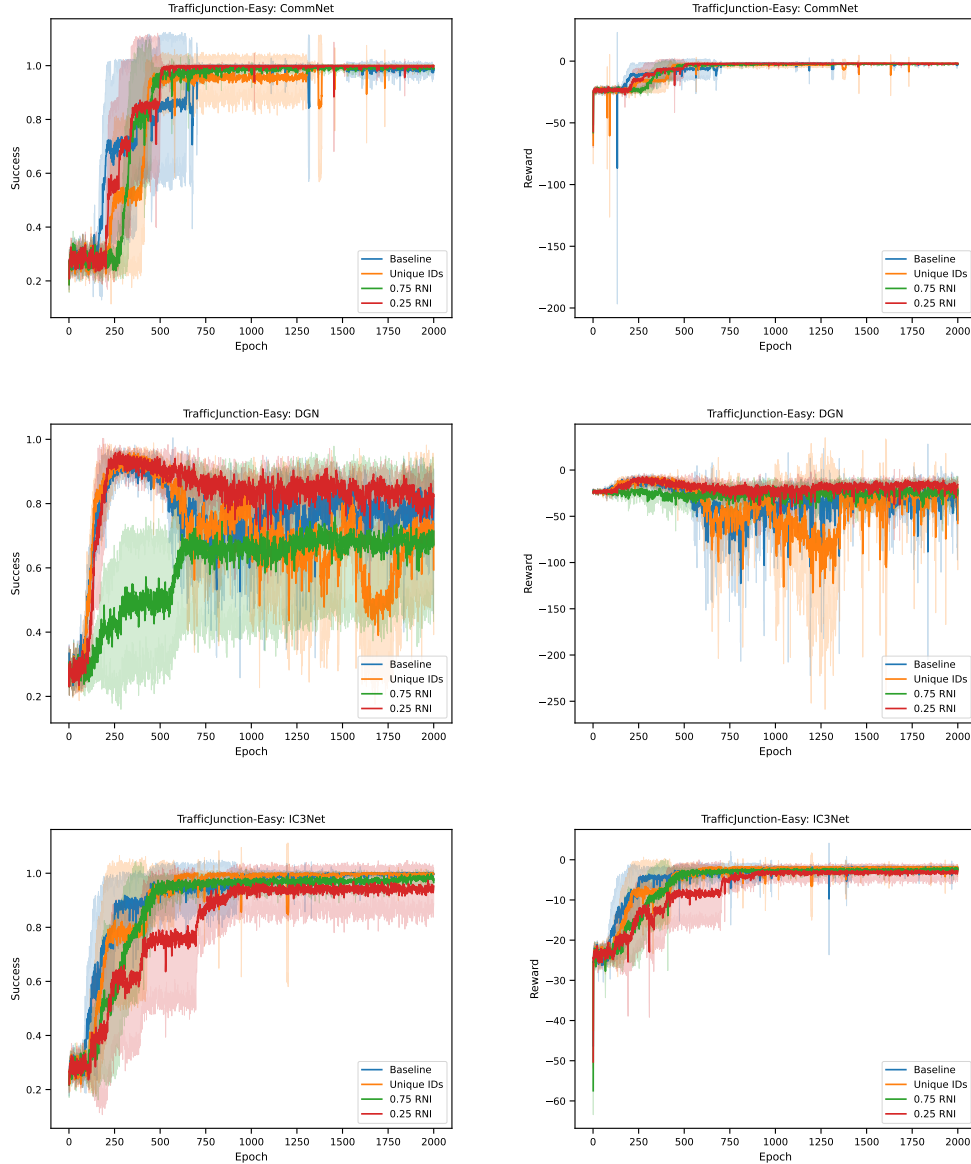 TrafficJunction-Easy: CommNet
Success
1.0
0.8
0.6
0.4
0.2
0 250 500 750 1000 1250 1500 1750 2000
Epoch
Baseline
Unique IDs
0.75 RNI
0.25 RNI
TrafficJunction-Easy: CommNet
Reward
0
−50
−100
−150
−200
0 250 500 750 1000 1250 1500 1750 2000
Epoch
Baseline
Unique IDs
0.75 RNI
0.25 RNI
TrafficJunction-Easy: DGN
Success
1.0
0.8
0.6
0.4
0.2
0 250 500 750 1000 1250 1500 1750 2000
Epoch
Baseline
Unique IDs
0.75 RNI
0.25 RNI
TrafficJunction-Easy: DGN
Reward
0
−50
−100
−150
−200
−250
0 250 500 750 1000 1250 1500 1750 2000
Epoch
Baseline
Unique IDs
0.75 RNI
0.25 RNI
TrafficJunction-Easy: IC3Net
Success
1.0
0.8
0.6
0.4
0.2
0 250 500 750 1000 1250 1500 1750 2000
Epoch
Baseline
Unique IDs
0.75 RNI
0.25 RNI
TrafficJunction-Easy: IC3Net
Reward
0
−10
−20
−30
−40
−50
−60
0 250 500 750 1000 1250 1500 1750 2000
Epoch
Baseline
Unique IDs
0.75 RNI
0.25 RNI